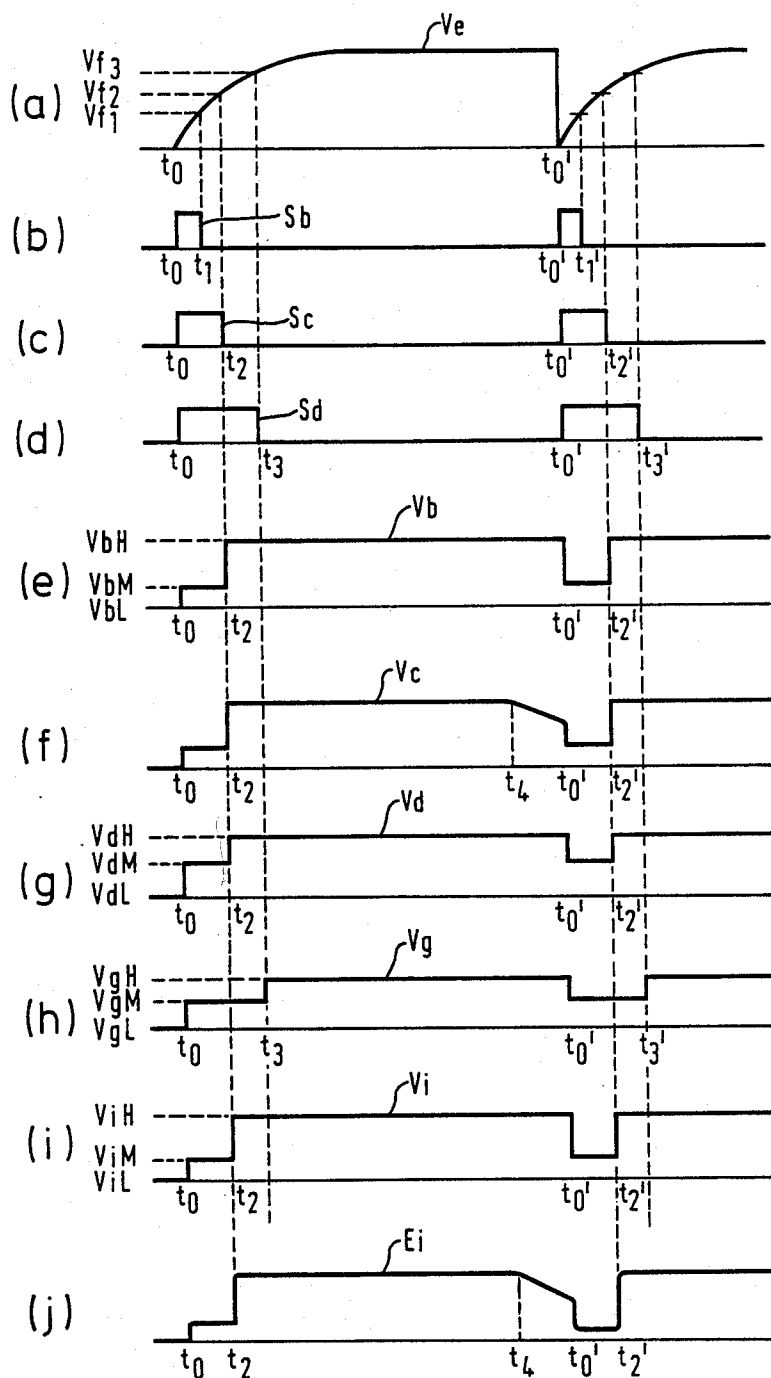 Ve
Vf3
Vf2
Vf1
(a)
t0 t0'
Sb
(b)
t0 t1 t0' t1'
Sc
(c)
t0 t2 t0' t2'
Sd
(d)
t0 t3 t0' t3'
Vb
VbH
(e)
VbM
VbL
t0 t2 t0' t2'
Vc
(f)
t0 t2 t4 t0' t2'
Vd
VdH
VdM
(g)
VdL
t0 t2 t0' t2'
Vg
VgH
VgM
(h)
VgL
t0 t3 t0' t3'
Vi
ViH
(i)
ViM
ViL
t0 t2 t0' t2'
Ei
(j)
t0 t2 t4 t0' t2'